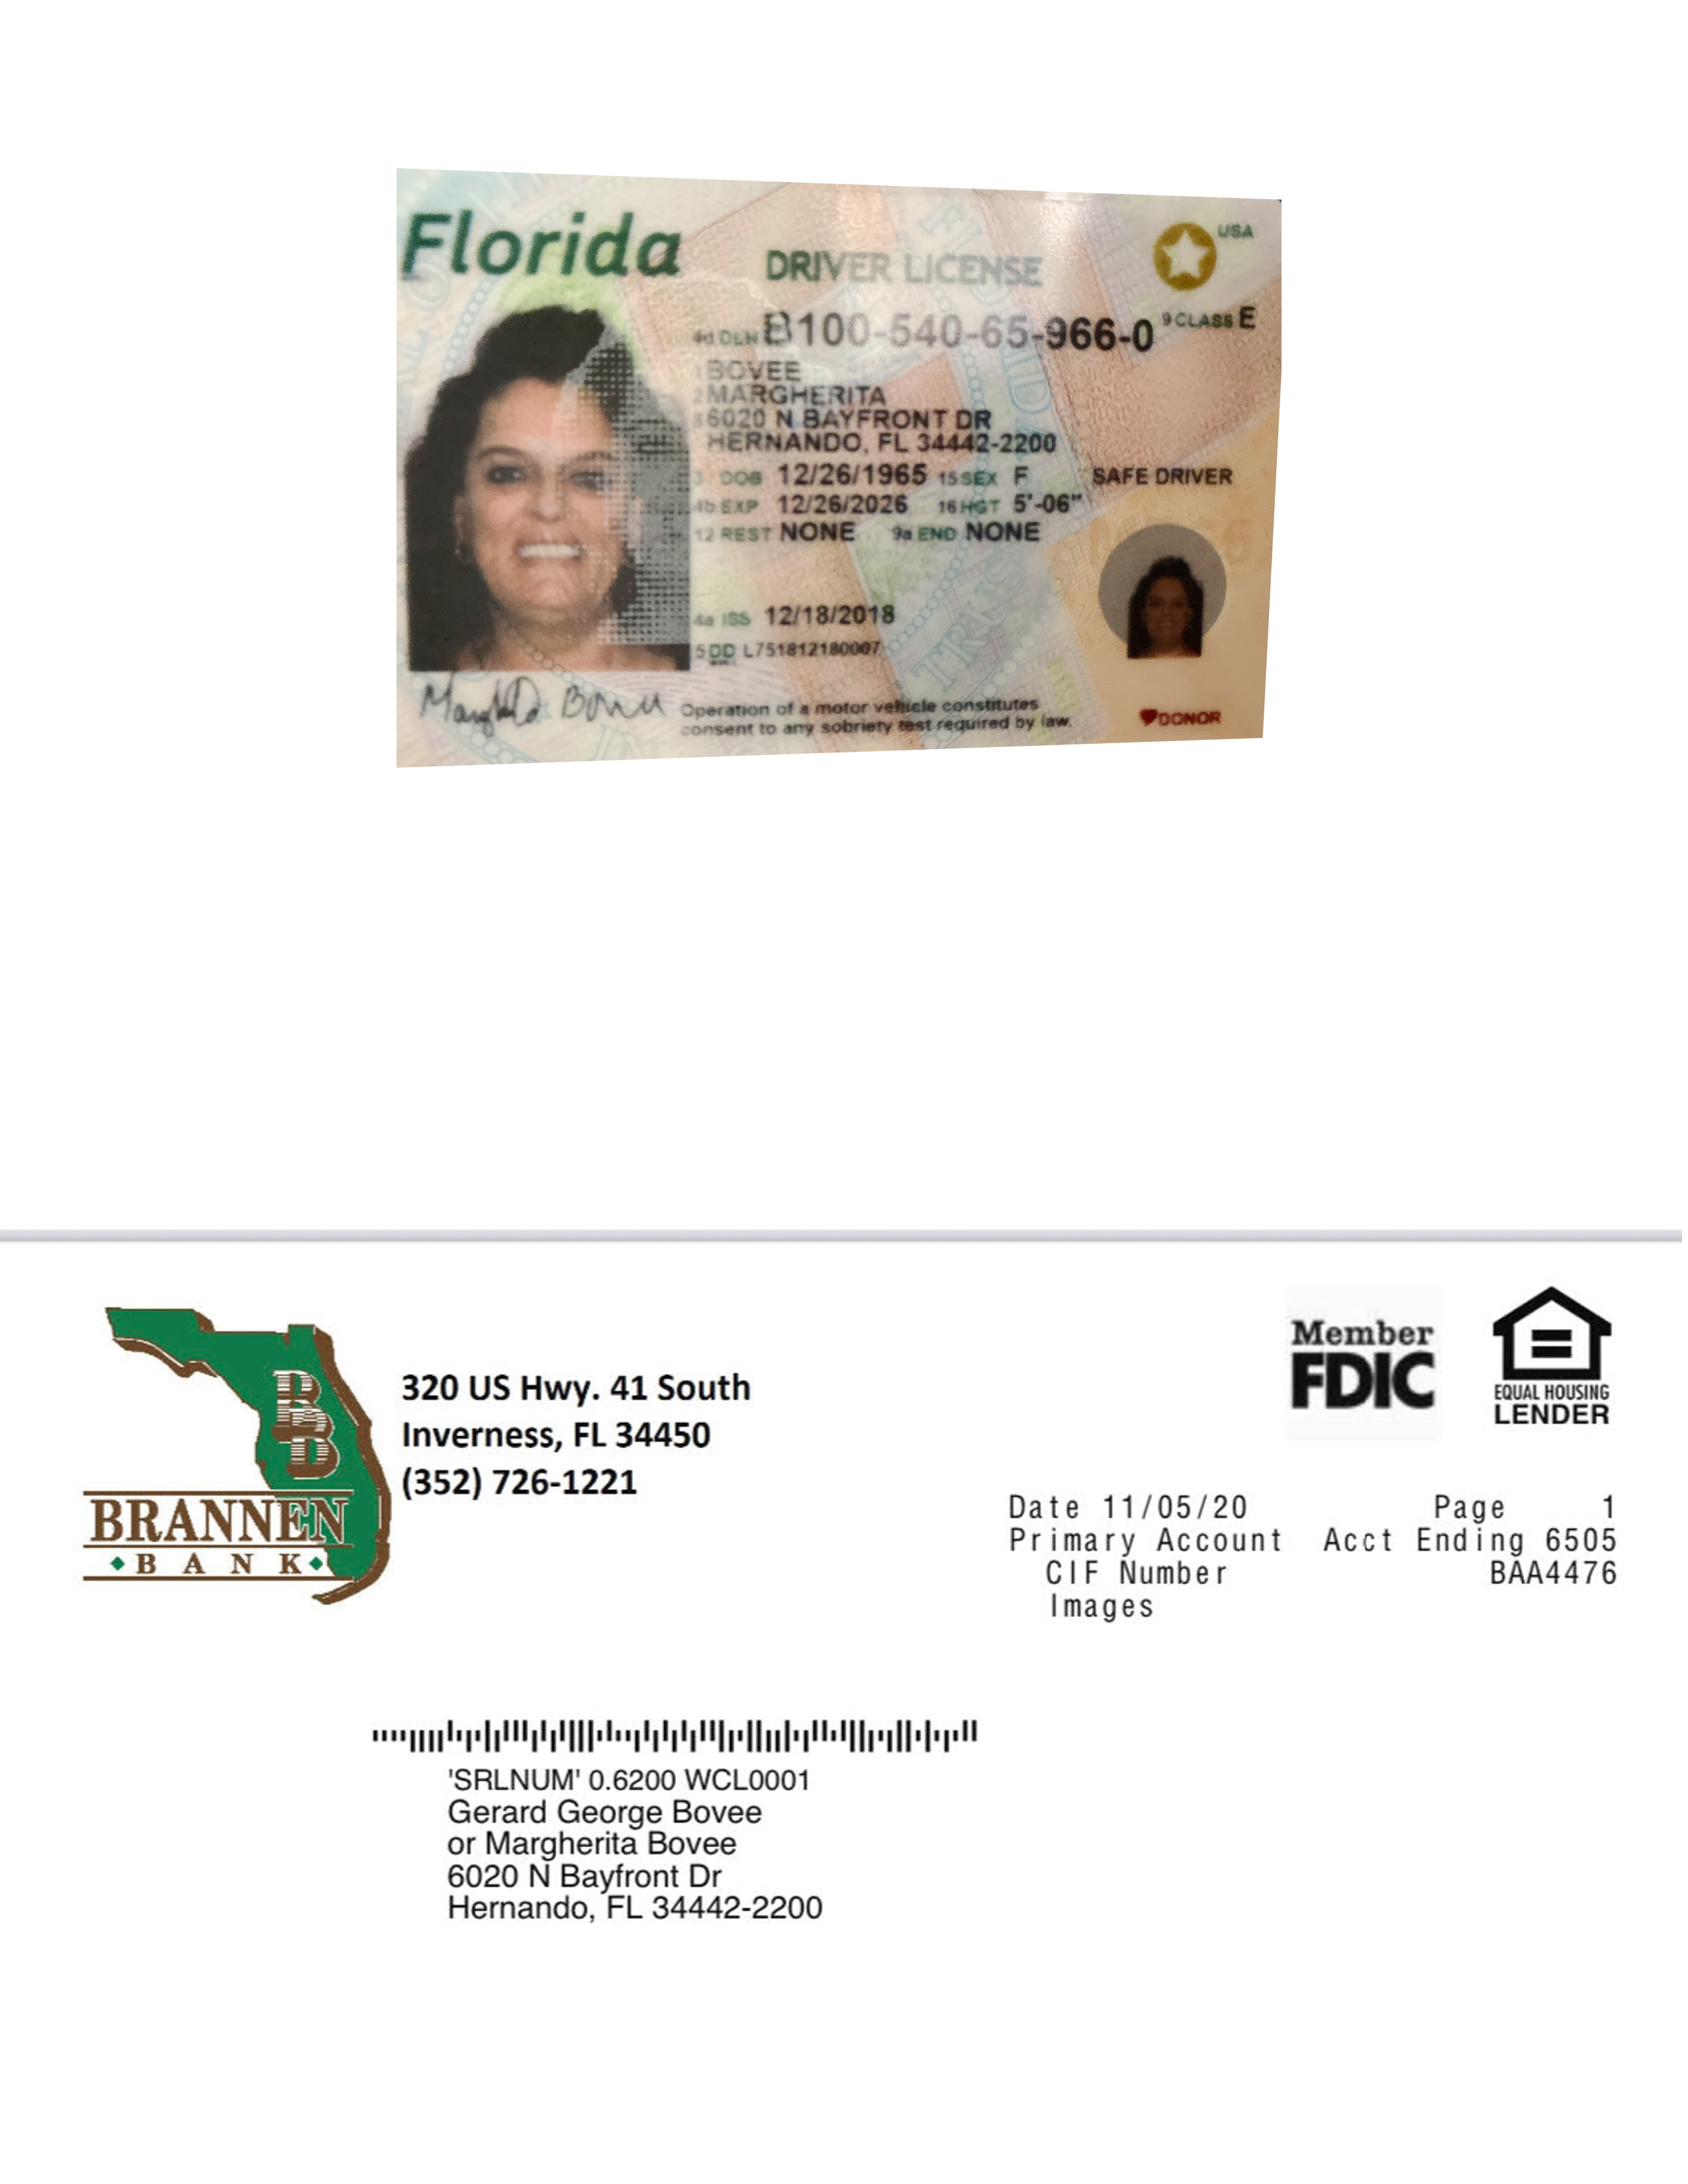 Florida
DRIVER LICENSE
USA
4d DLN B100-540-65-966-0 9 CLASS E
1 BOVEE
2 MARGHERITA
8 6020 N BAYFRONT DR
HERNANDO, FL 34442-2200
3 DOB 12/26/1965 15 SEX F SAFE DRIVER
4b EXP 12/26/2026 16 HGT 5'-06"
12 REST NONE 9a END NONE
4a ISS 12/18/2018
5 DD L751812180007
Operation of a motor vehicle constitutes
consent to any sobriety test required by law.
DONOR
BB
BRANNEN
BANK
320 US Hwy. 41 South
Inverness, FL 34450
(352) 726-1221
Member
FDIC
EQUAL HOUSING
LENDER
Date 11/05/20 Page 1
Primary Account Acct Ending 6505
CIF Number BAA4476
Images
'SRLNUM' 0.6200 WCL0001
Gerard George Bovee
or Margherita Bovee
6020 N Bayfront Dr
Hernando, FL 34442-2200